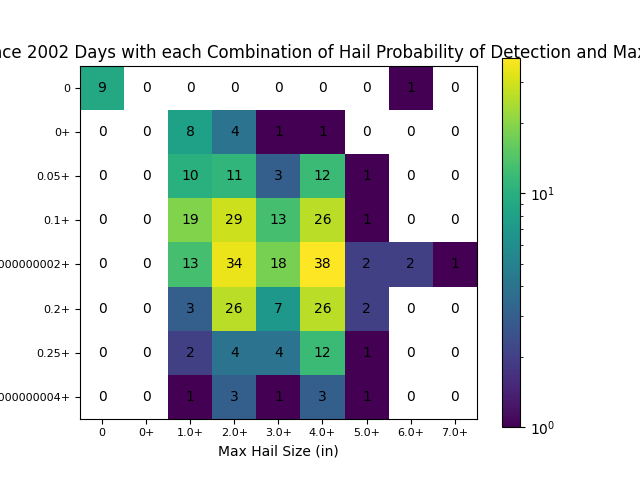 nce 2002 Days with each Combination of Hail Probability of Detection and Max
0 9 0 0 0 0 0 0 1 0
0+ 0 0 8 4 1 1 0 0 0
0.05+ 0 0 10 11 3 12 1 0 0
0.1+ 0 0 19 29 13 26 1 0 0
000000002+ 0 0 13 34 18 38 2 2 1
0.2+ 0 0 3 26 7 26 2 0 0
0.25+ 0 0 2 4 4 12 1 0 0
000000004+ 0 0 1 3 1 3 1 0 0
0 0+ 1.0+ 2.0+ 3.0+ 4.0+ 5.0+ 6.0+ 7.0+
Max Hail Size (in)
10¹
10⁰